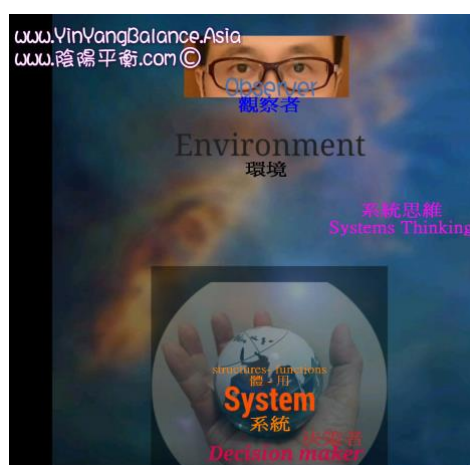 www.YinYangBalance.Asia
www.陰陽平衡.com ©
Observer
觀察者
Environment
環境
系統思維
Systems Thinking
structures- functions
體 - 用
System
系統
決策者
Decision maker